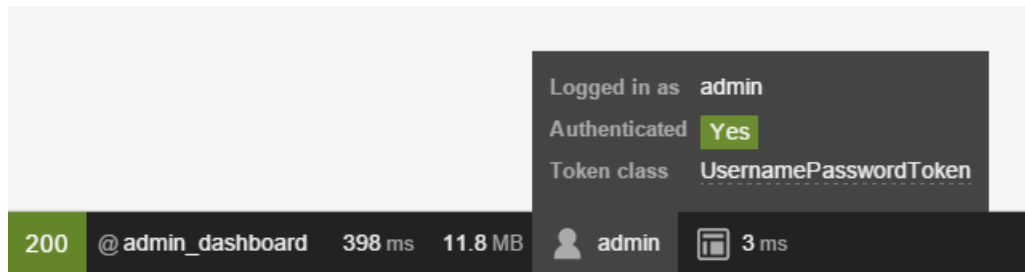 Logged in as admin
Authenticated Yes
Token class UsernamePasswordToken
200 @ admin_dashboard 398 ms 11.8 MB admin 3 ms